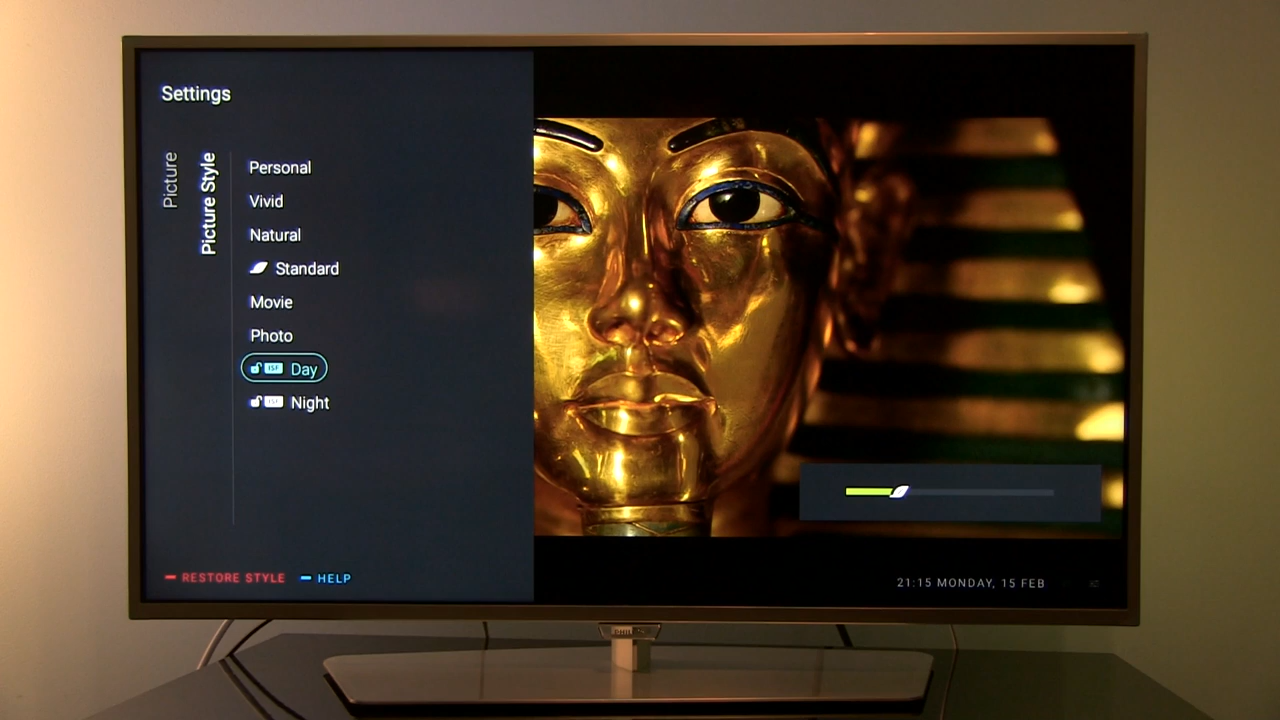 Settings
Picture
Picture Style
Personal
Vivid
Natural
Standard
Movie
Photo
ISF Day
ISF Night
RESTORE STYLE
HELP
21:15 MONDAY, 15 FEB